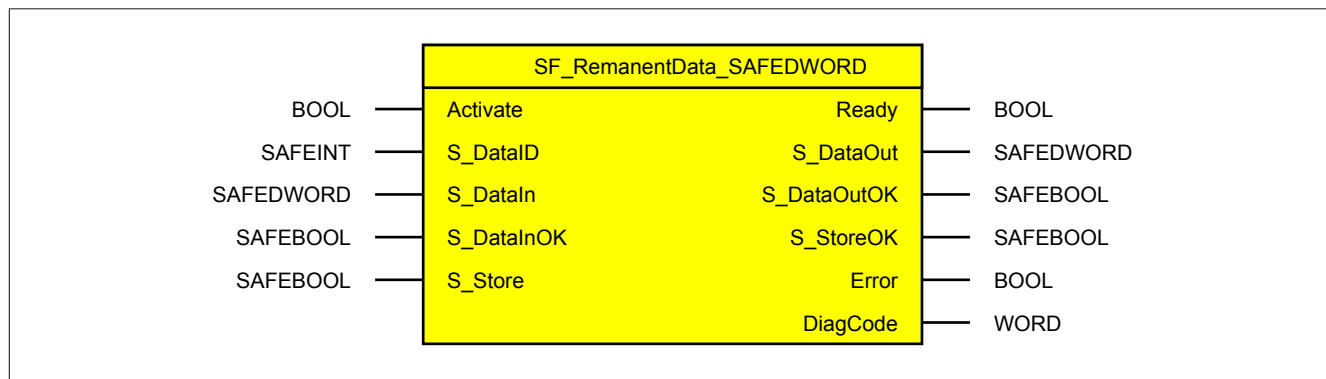 SF_RemanentData_SAFEDWORD
BOOL Activate Ready BOOL
SAFEINT S_DataID S_DataOut SAFEDWORD
SAFEDWORD S_DataIn S_DataOutOK SAFEBOOL
SAFEBOOL S_DataInOK S_StoreOK SAFEBOOL
SAFEBOOL S_Store Error BOOL
DiagCode WORD